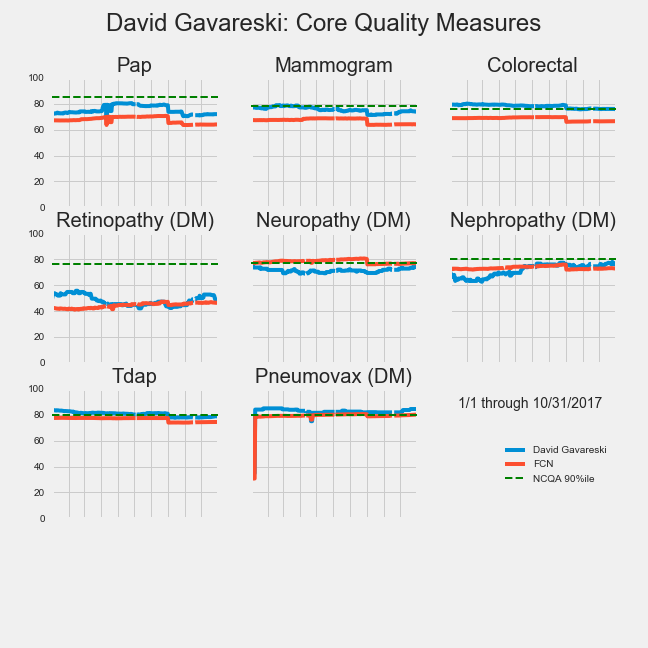 David Gavareski: Core Quality Measures
Pap
Mammogram
Colorectal
100
80
60
40
20
0
Retinopathy (DM)
Neuropathy (DM)
Nephropathy (DM)
100
80
60
40
20
0
Tdap
Pneumovax (DM)
100
80
60
40
20
0
1/1 through 10/31/2017
David Gavareski
FCN
NCQA 90%ile